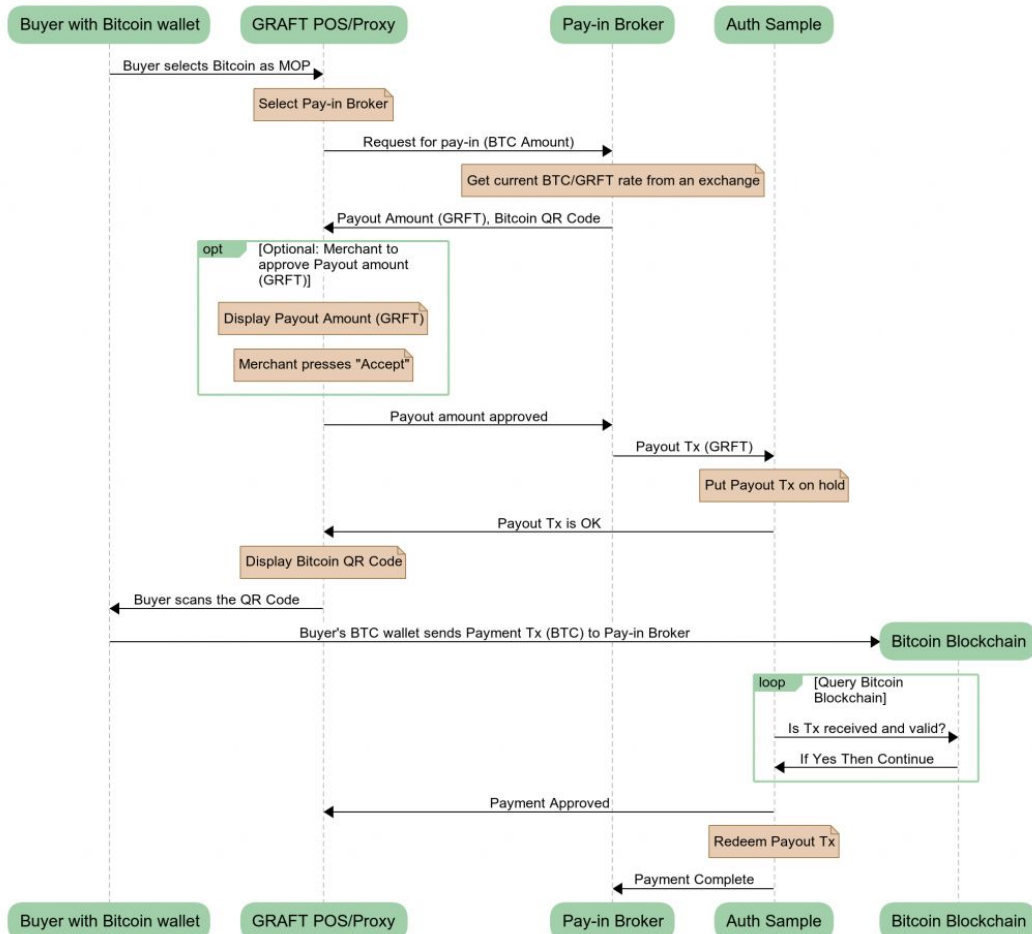 Buyer with Bitcoin wallet
GRAFT POS/Proxy
Pay-in Broker
Auth Sample
Buyer selects Bitcoin as MOP
Select Pay-in Broker
Request for pay-in (BTC Amount)
Get current BTC/GRFT rate from an exchange
Payout Amount (GRFT), Bitcoin QR Code
opt
[Optional: Merchant to
approve Payout amount
(GRFT)]
Display Payout Amount (GRFT)
Merchant presses "Accept"
Payout amount approved
Payout Tx (GRFT)
Put Payout Tx on hold
Payout Tx is OK
Display Bitcoin QR Code
Buyer scans the QR Code
Buyer's BTC wallet sends Payment Tx (BTC) to Pay-in Broker
Bitcoin Blockchain
loop
[Query Bitcoin
Blockchain]
Is Tx received and valid?
If Yes Then Continue
Payment Approved
Redeem Payout Tx
Payment Complete
Buyer with Bitcoin wallet
GRAFT POS/Proxy
Pay-in Broker
Auth Sample
Bitcoin Blockchain